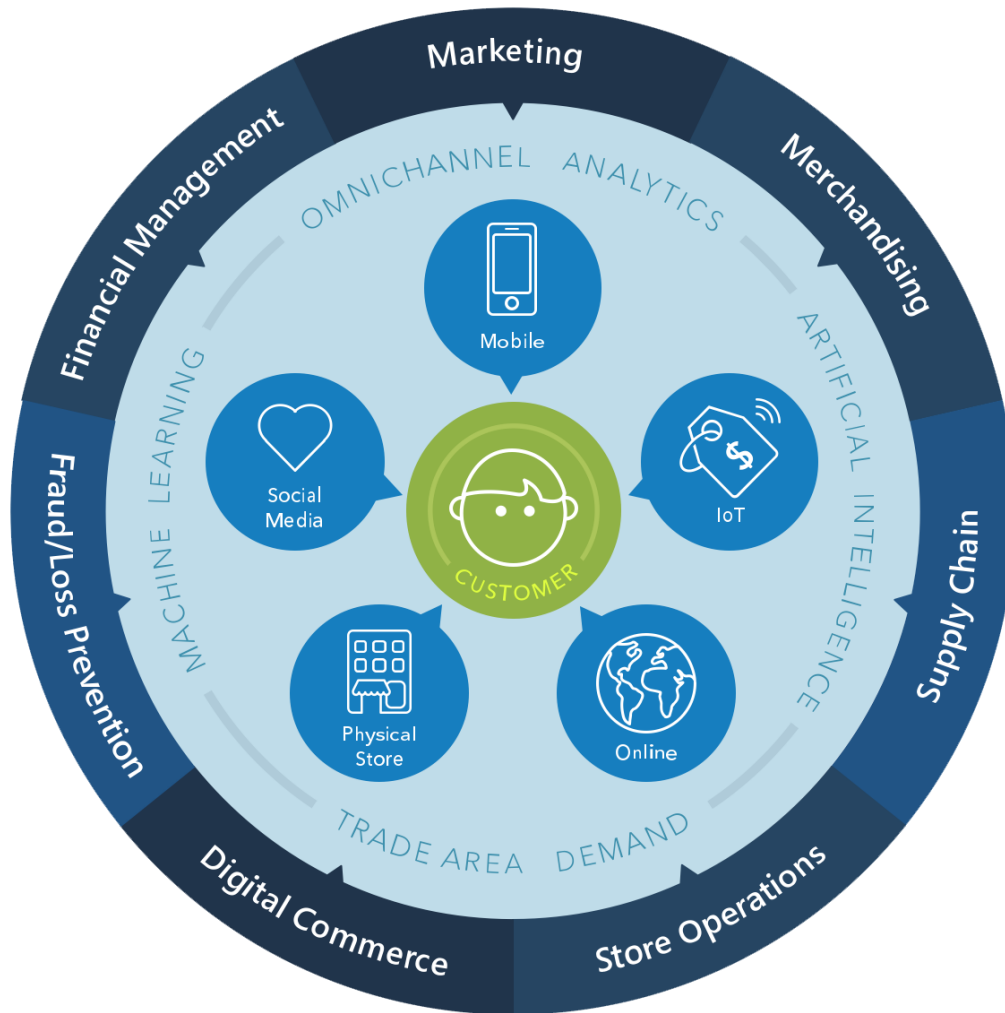 Marketing
Merchandising
Supply Chain
Store Operations
Digital Commerce
Fraud/Loss Prevention
Financial Management
OMNICHANNEL ANALYTICS
ARTIFICIAL INTELLIGENCE
TRADE AREA DEMAND
MACHINE LEARNING
Mobile
IoT
$
Online
Physical
Store
Social
Media
CUSTOMER